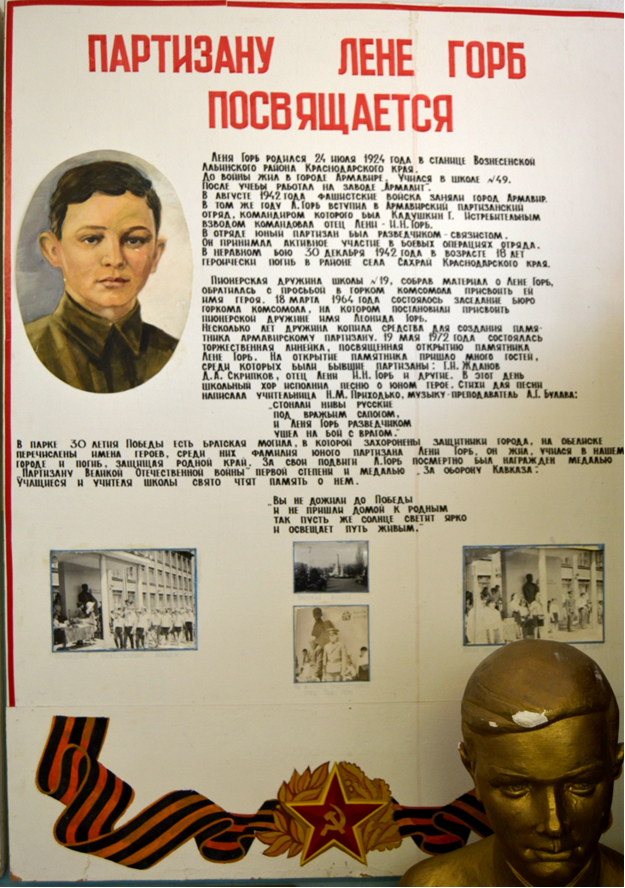 ПАРТИЗАНУ ЛЕНЕ ГОРБ
ПОСВЯЩАЕТСЯ
Леня Горб родился 24 июля 1924 года в станице Вознесенской
Лабинского района Краснодарского края.
До войны жил в городе Армавире. Учился в школе №49.
После учебы работал на заводе „Армалит".
В августе 1942 года фашистские войска заняли город Армавир.
В том же году Л.Горб вступил в Армавирский партизанский
отряд, командиром которого был Кадушкин Г. Истребительным
взводом командовал отец Лени - И.Н.Горб.
В отряде юный партизан был разведчиком-связистом.
Он принимал активное участие в боевых операциях отряда.
В неравном бою 30 декабря 1942 года в возрасте 18 лет
героически погиб в районе села Сахрай Краснодарского края.
Пионерская дружина школы №19, собрав материал о Лене Горб,
обратилась с просьбой в горком комсомола присвоить ей
имя героя. 18 марта 1964 года состоялось заседание бюро
горкома комсомола, на котором постановили присвоить
пионерской дружине имя Леонида Горб.
Несколько лет дружина копила средства для создания памя-
тника армавирскому партизану. 19 мая 1972 года состоялась
торжественная линейка, посвященная открытию памятника
Лене Горб. На открытие памятника пришло много гостей,
среди которых были бывшие партизаны: Г.Н. Жданов
Д.А. Скрипков, отец Лени И.Н. Горб и другие. В этот день
школьный хор исполнил песню о юном герое. Стихи для песни
написала учительница Н.М. Приходько, музыку-преподаватель А.Г. Булава:
„Стонали нивы русские
под вражьим сапогом,
и Леня Горб разведчиком
ушел на бой с врагом."
В парке 30 летия Победы есть братская могила, в которой захоронены защитники города, на обелиске
перечислены имена героев, среди них фамилия юного партизана Лени Горб. Он жил, учился в нашем
городе и погиб, защищая родной край. За свой подвиг Л.Горб посмертно был награжден медалью
„Партизану Великой Отечественной войны" первой степени и медалью „За оборону Кавказа".
Учащиеся и учителя школы свято чтят память о нем.
„Вы не дожили до Победы
и не пришли домой к родным
так пусть же солнце светит ярко
и освещает путь живым."